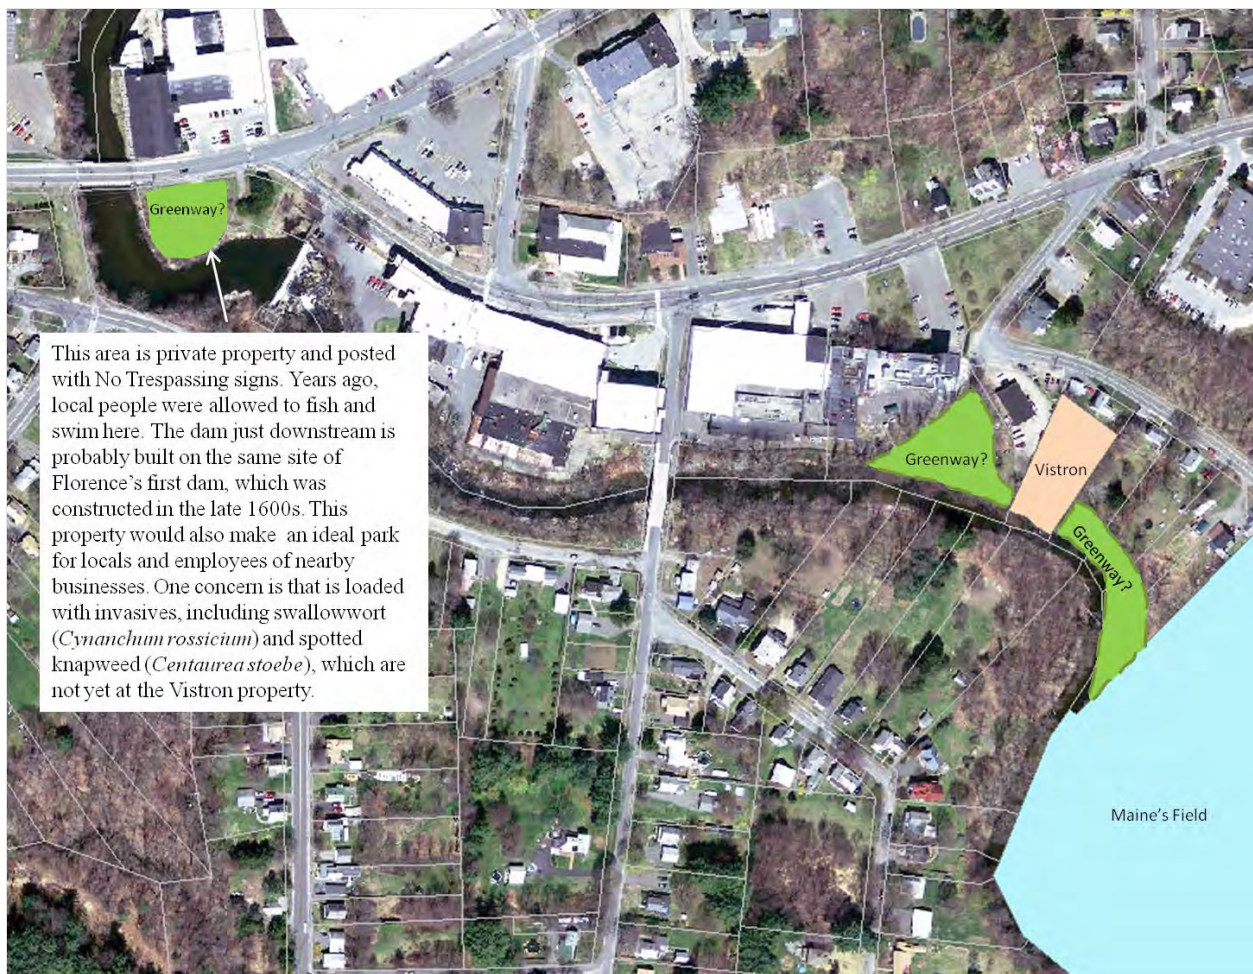 Greenway?
This area is private property and posted
with No Trespassing signs. Years ago,
local people were allowed to fish and
swim here. The dam just downstream is
probably built on the same site of
Florence’s first dam, which was
constructed in the late 1600s. This
property would also make  an ideal park
for locals and employees of nearby
businesses. One concern is that is loaded
with invasives, including swallowwort
(Cynanchum rossicium) and spotted
knapweed (Centaurea stoebe), which are
not yet at the Vistron property.
Greenway?
Vistron
Greenway?
Maine’s Field